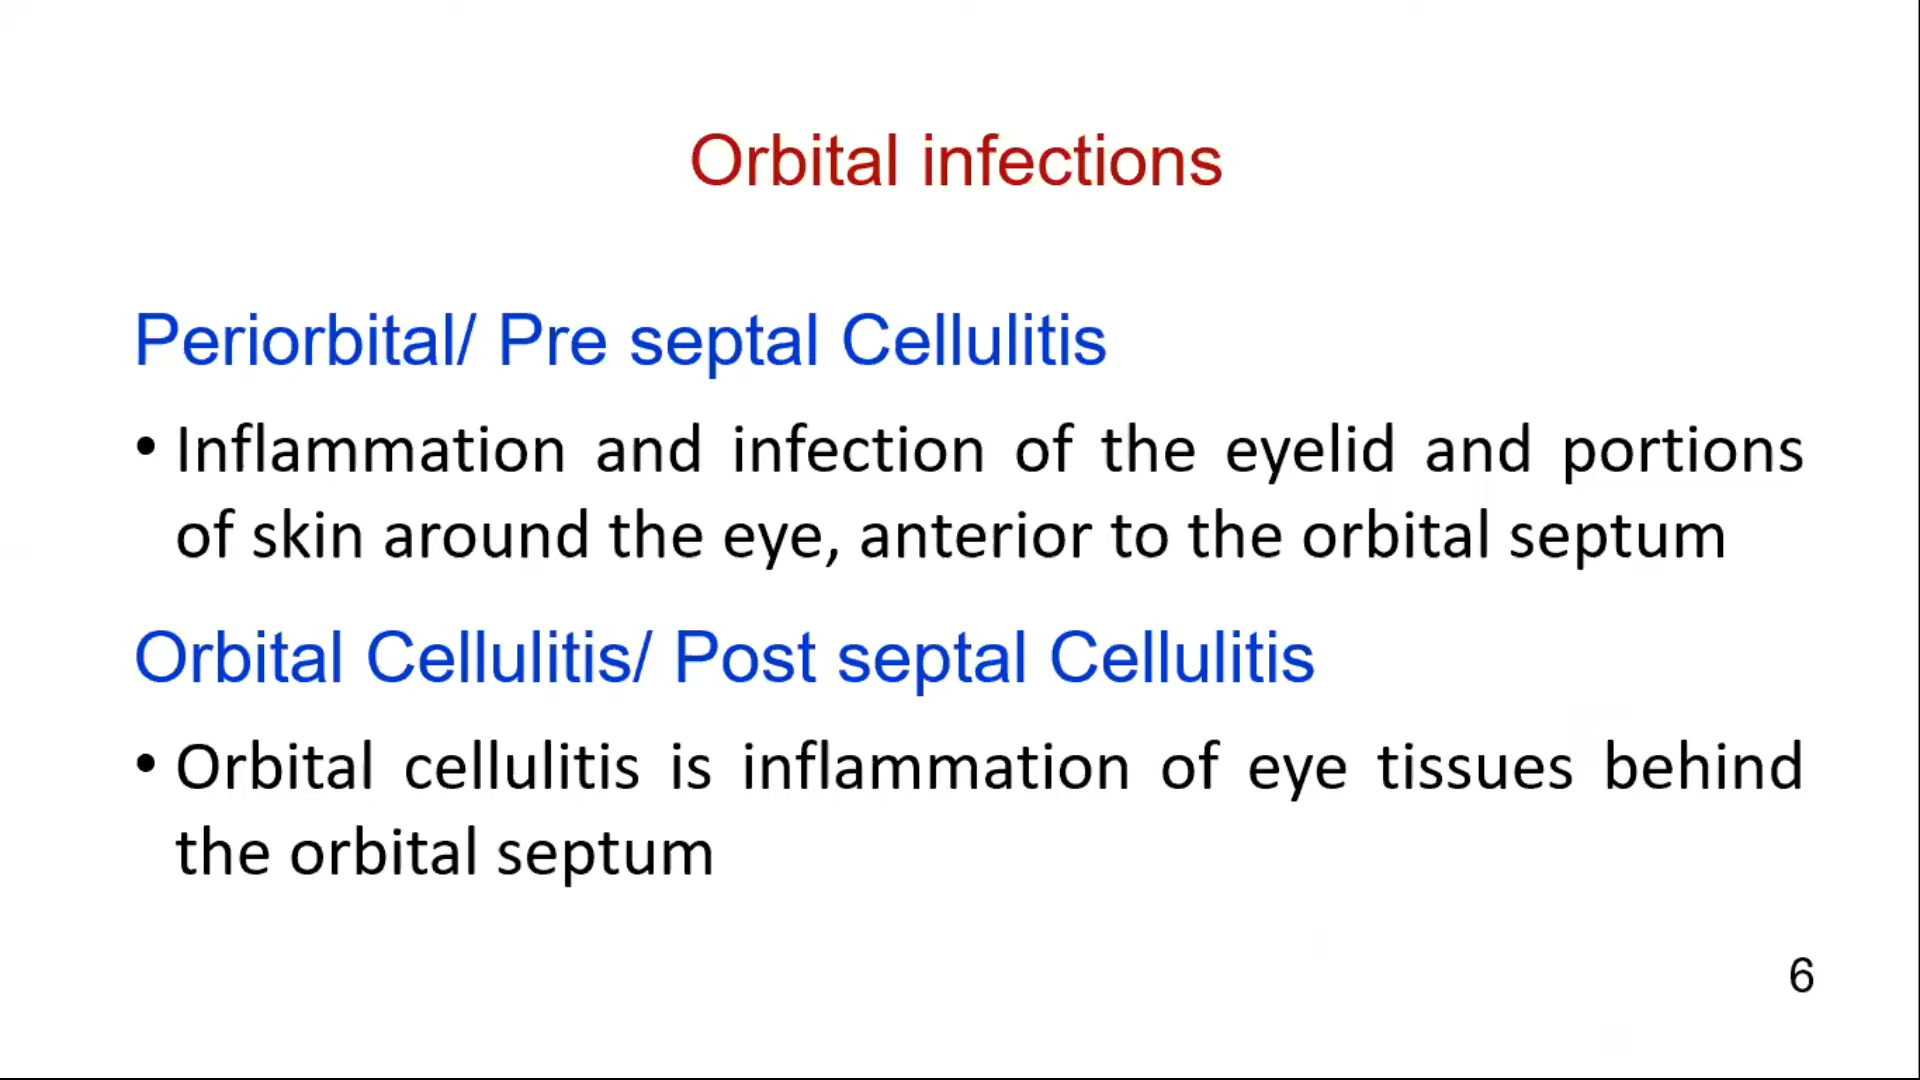 Orbital infections
Periorbital/ Pre septal Cellulitis
• Inflammation and infection of the eyelid and portions
of skin around the eye, anterior to the orbital septum
Orbital Cellulitis/ Post septal Cellulitis
• Orbital cellulitis is inflammation of eye tissues behind
the orbital septum
6